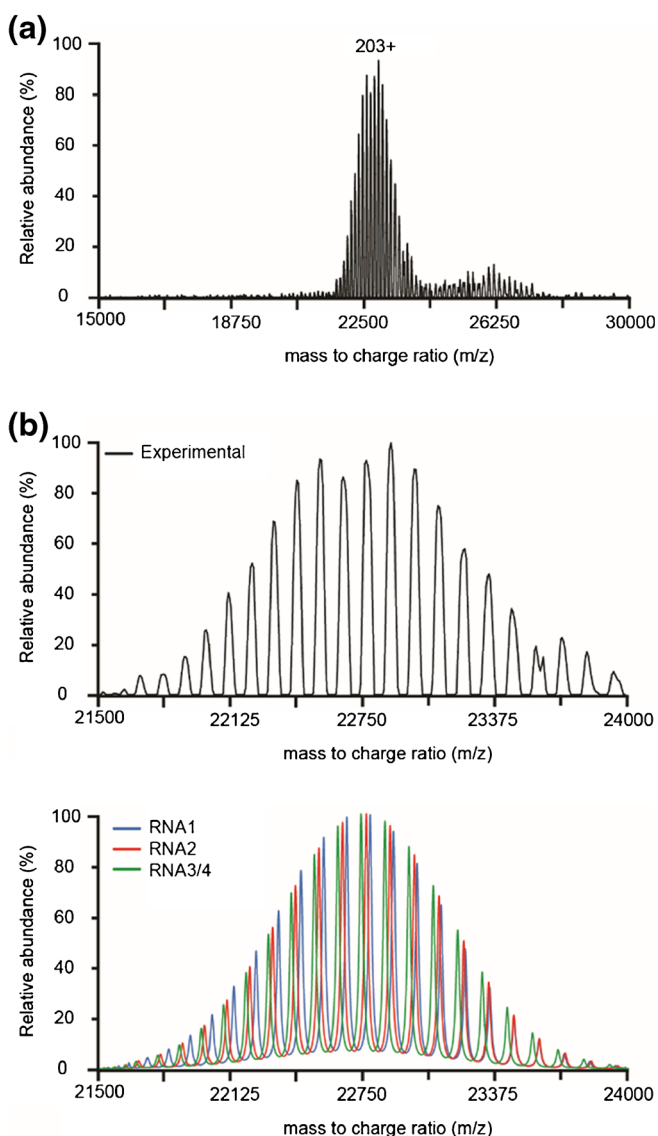 (a)
203+
Relative abundance (%)
100
80
60
40
20
0
15000 18750 22500 26250 30000
mass to charge ratio (m/z)
(b)
Experimental
Relative abundance (%)
100
80
60
40
20
0
21500 22125 22750 23375 24000
mass to charge ratio (m/z)
RNA1
RNA2
RNA3/4
Relative abundance (%)
100
80
60
40
20
0
21500 22125 22750 23375 24000
mass to charge ratio (m/z)